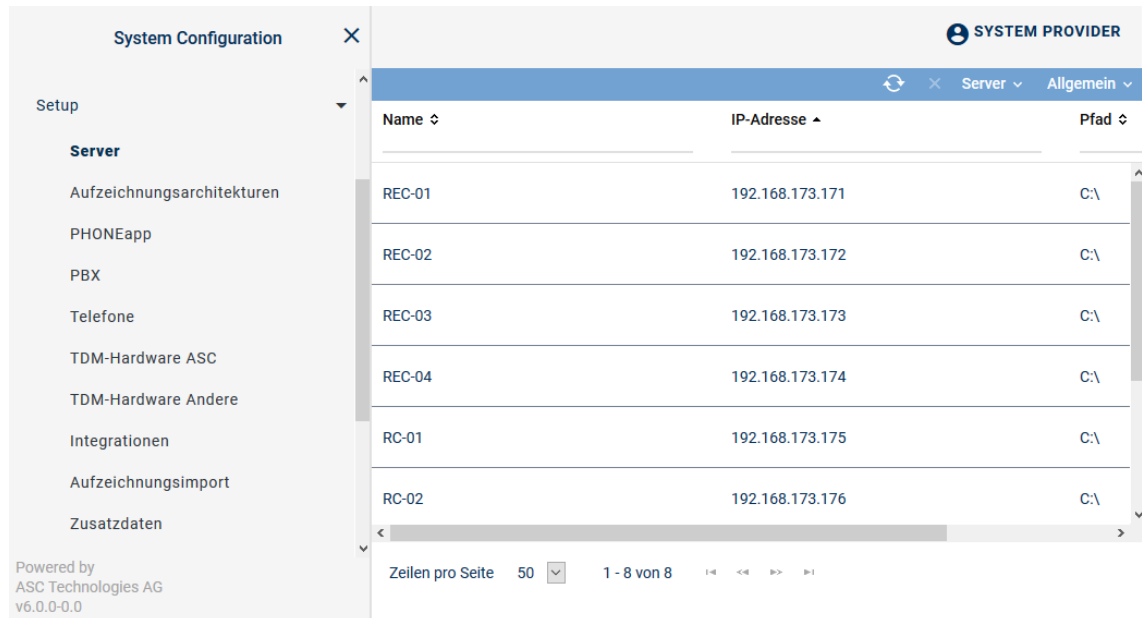 System Configuration
SYSTEM PROVIDER
Setup
Server
Aufzeichnungsarchitekturen
PHONEapp
PBX
Telefone
TDM-Hardware ASC
TDM-Hardware Andere
Integrationen
Aufzeichnungsimport
Zusatzdaten
Powered by
ASC Technologies AG
v6.0.0-0.0
Server Allgemein
Name IP-Adresse Pfad
REC-01 192.168.173.171 C:\
REC-02 192.168.173.172 C:\
REC-03 192.168.173.173 C:\
REC-04 192.168.173.174 C:\
RC-01 192.168.173.175 C:\
RC-02 192.168.173.176 C:\
Zeilen pro Seite 50 1 - 8 von 8